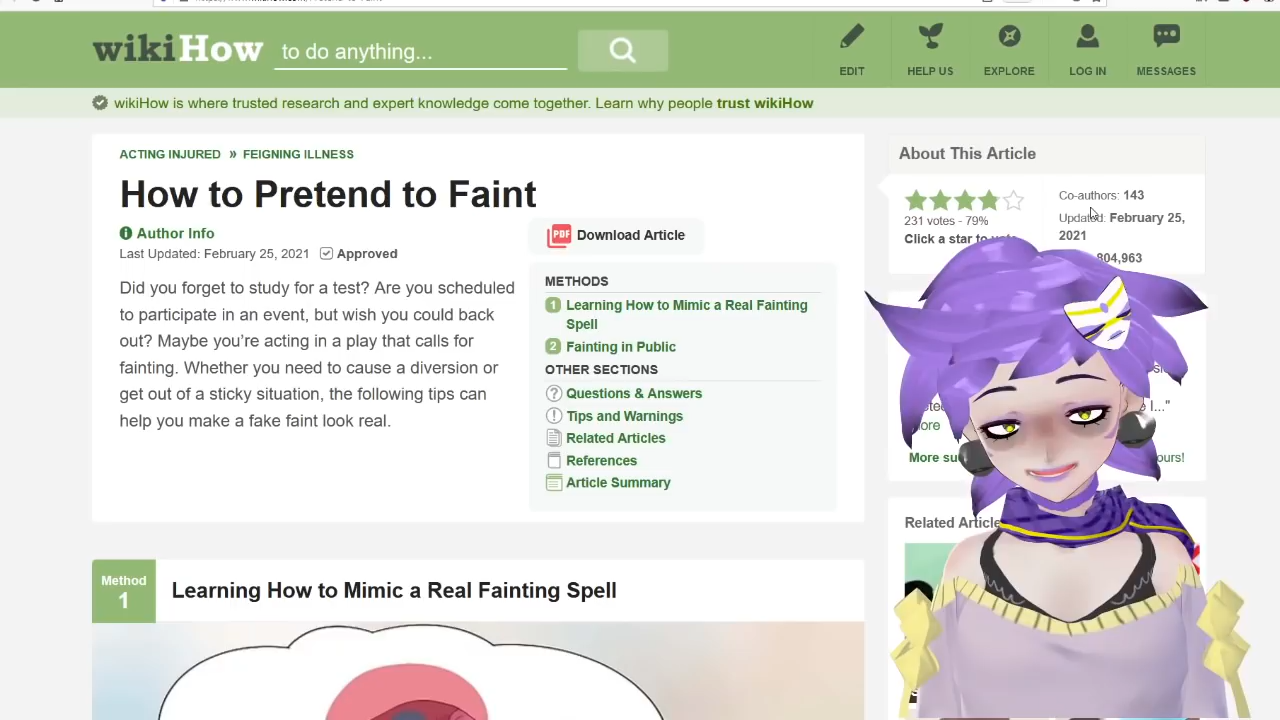 wikiHow to do anything...
EDIT
HELP US
EXPLORE
LOG IN
MESSAGES
wikiHow is where trusted research and expert knowledge come together. Learn why people trust wikiHow
ACTING INJURED » FEIGNING ILLNESS
How to Pretend to Faint
Author Info
Last Updated: February 25, 2021 Approved
Did you forget to study for a test? Are you scheduled
to participate in an event, but wish you could back
out? Maybe you're acting in a play that calls for
fainting. Whether you need to cause a diversion or
get out of a sticky situation, the following tips can
help you make a fake faint look real.
PDF Download Article
METHODS
1 Learning How to Mimic a Real Fainting
Spell
2 Fainting in Public
OTHER SECTIONS
Questions & Answers
Tips and Warnings
Related Articles
References
Article Summary
About This Article
231 votes - 79%
Click a star to vote
Co-authors: 143
Updated: February 25,
2021
804,963
I..."
more
More su
ours!
Related Article
Method
1
Learning How to Mimic a Real Fainting Spell